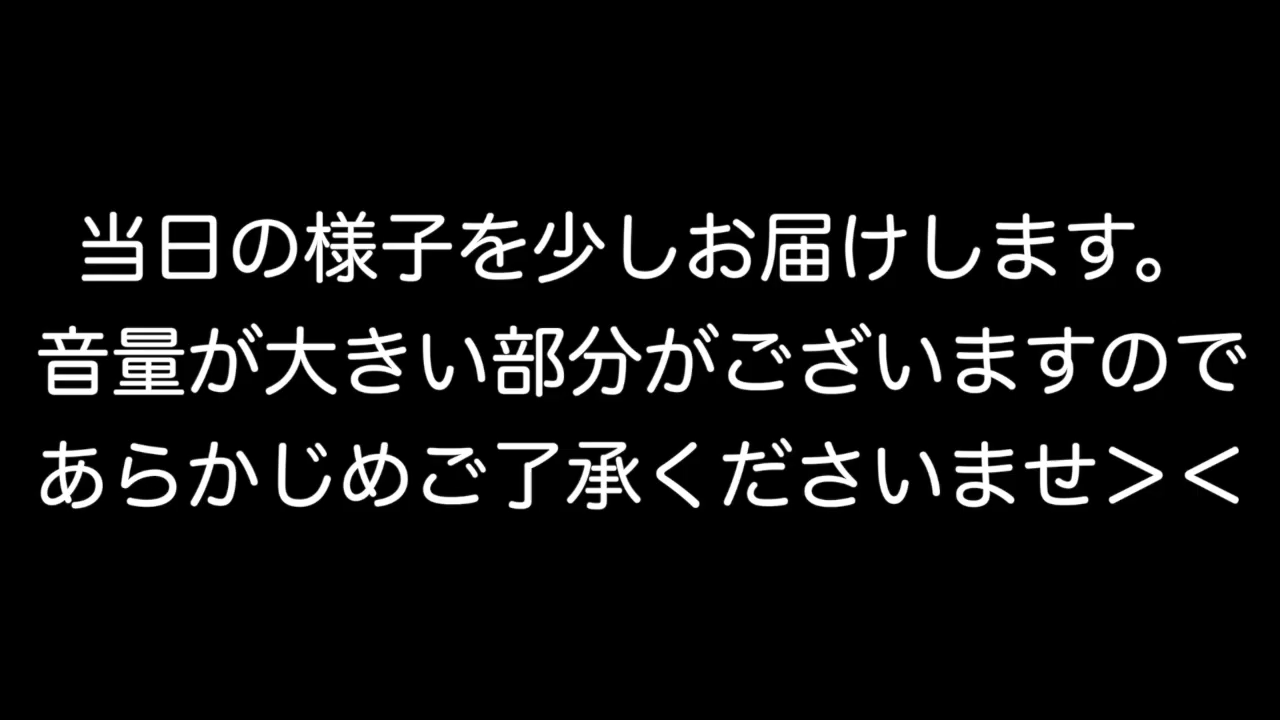 当日の様子を少しお届けします。
音量が大きい部分がございますので
あらかじめご了承くださいませ＞＜